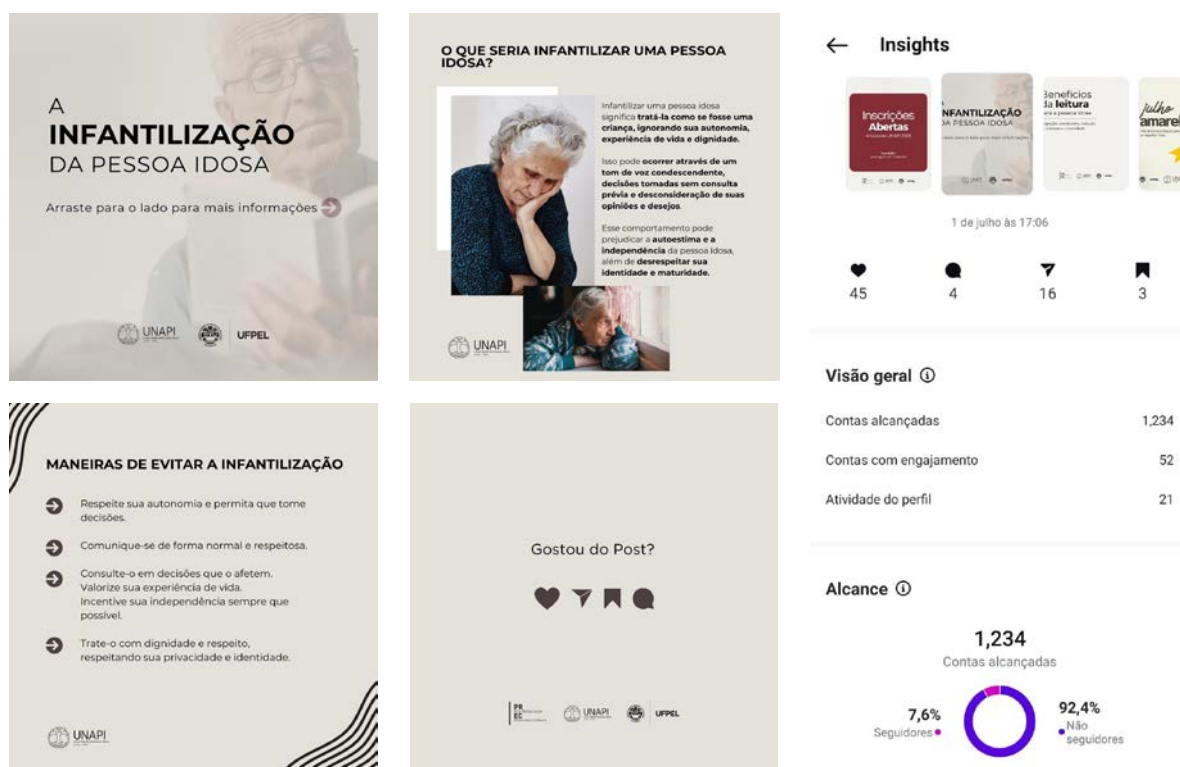 A
INFANTILIZAÇÃO
DA PESSOA IDOSA
Arraste para o lado para mais informações
UNAPI
UFPEL
O QUE SERIA INFANTILIZAR UMA PESSOA
IDOSA?
Infantilizar uma pessoa idosa
significa tratá-la como se fosse uma
criança, ignorando sua autonomia,
experiência de vida e dignidade.
Isso pode ocorrer através de um
tom de voz condescendente,
decisões tomadas sem consulta
prévia e desconsideração de suas
opiniões e desejos.
Esse comportamento pode
prejudicar a autoestima e a
independência da pessoa idosa,
além de desrespeitar sua
identidade e maturidade.
UNAPI
MANEIRAS DE EVITAR A INFANTILIZAÇÃO
Respeite sua autonomia e permita que tome
decisões.
Comunique-se de forma normal e respeitosa.
Consulte-o em decisões que o afetem.
Valorize sua experiência de vida.
Incentive sua independência sempre que
possível.
Trate-o com dignidade e respeito,
respeitando sua privacidade e identidade.
UNAPI
Gostou do Post?
PR
EC
UNAPI
UFPEL
Insights
Inscrições
Abertas
INFANTILIZAÇÃO
DA PESSOA IDOSA
Benefícios
da leitura
julho
amarel
1 de julho às 17:06
45 4 16 3
Visão geral
Contas alcançadas 1,234
Contas com engajamento 52
Atividade do perfil 21
Alcance
1,234
Contas alcançadas
7,6%
Seguidores
92,4%
Não
seguidores